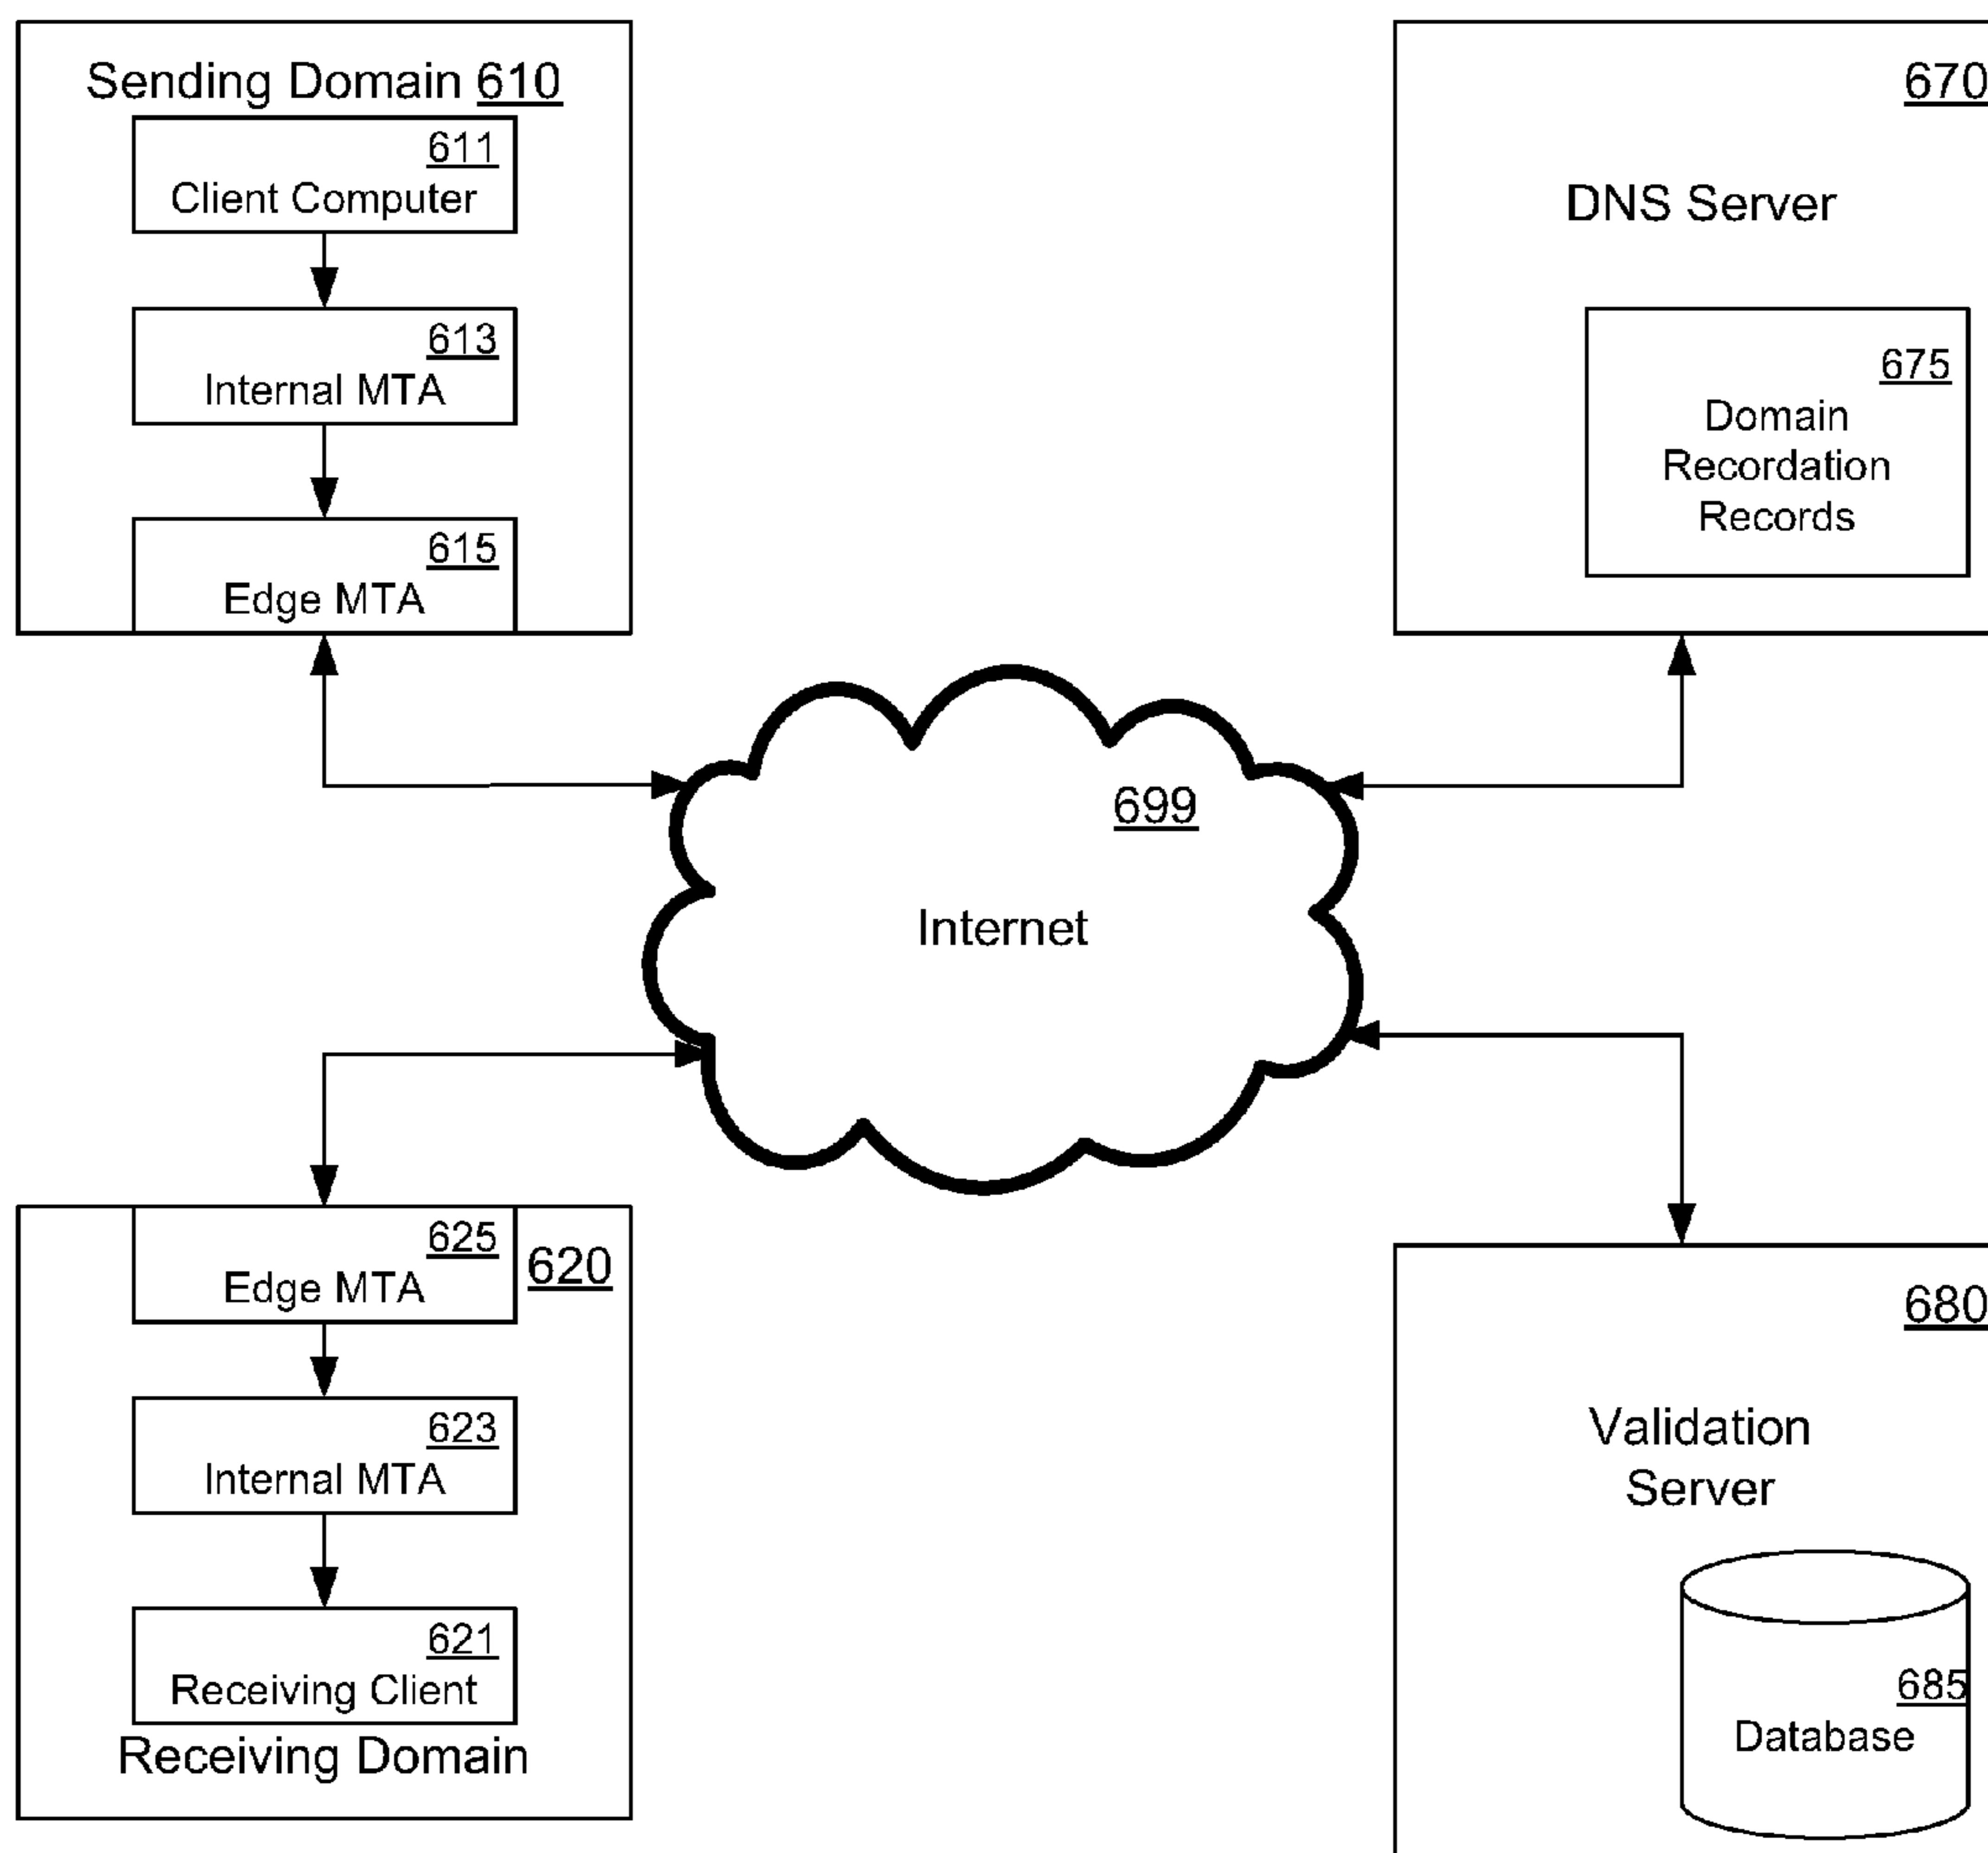 Sending Domain 610
611
Client Computer
613
Internal MTA
615
Edge MTA
670
DNS Server
675
Domain
Recordation
Records
699
Internet
625
Edge MTA
620
623
Internal MTA
621
Receiving Client
Receiving Domain
680
Validation
Server
685
Database